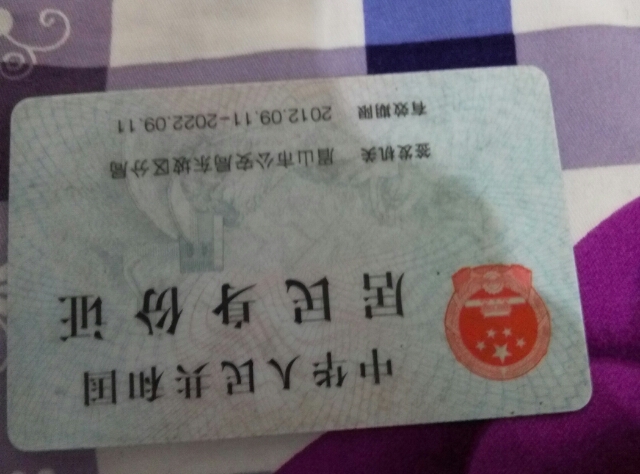 中华人民共和国
居民身份证
签发机关 眉山市公安局东坡区分局
有效期限 2012.09.11-2022.09.11